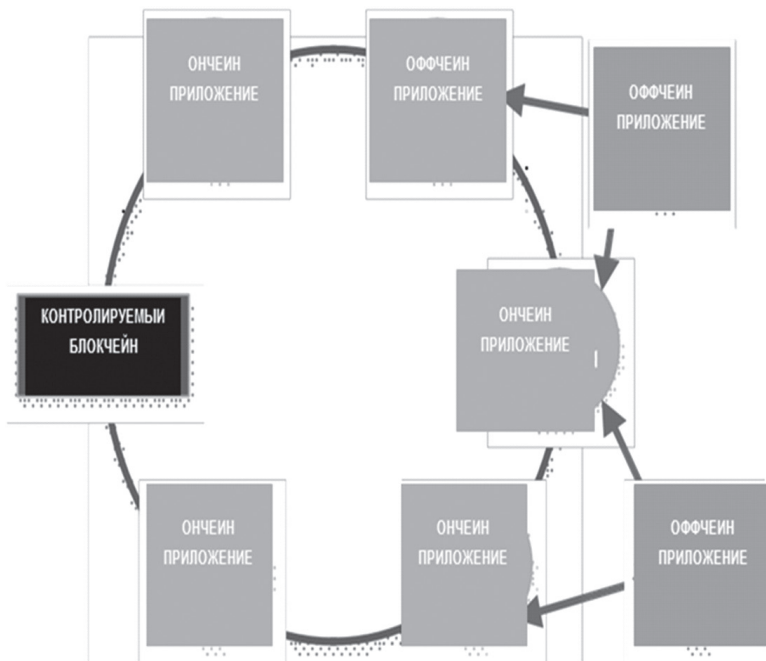 ОНЧЕИН
ПРИЛОЖЕНИЕ
ОФФЧЕИН
ПРИЛОЖЕНИЕ
ОФФЧЕИН
ПРИЛОЖЕНИЕ
КОНТРОЛИРУЕМЫЙ
БЛОКЧЕЙН
ОНЧЕИН
ПРИЛОЖЕНИЕ
ОНЧЕИН
ПРИЛОЖЕНИЕ
ОНЧЕИН
ПРИЛОЖЕНИЕ
ОФФЧЕИН
ПРИЛОЖЕНИЕ